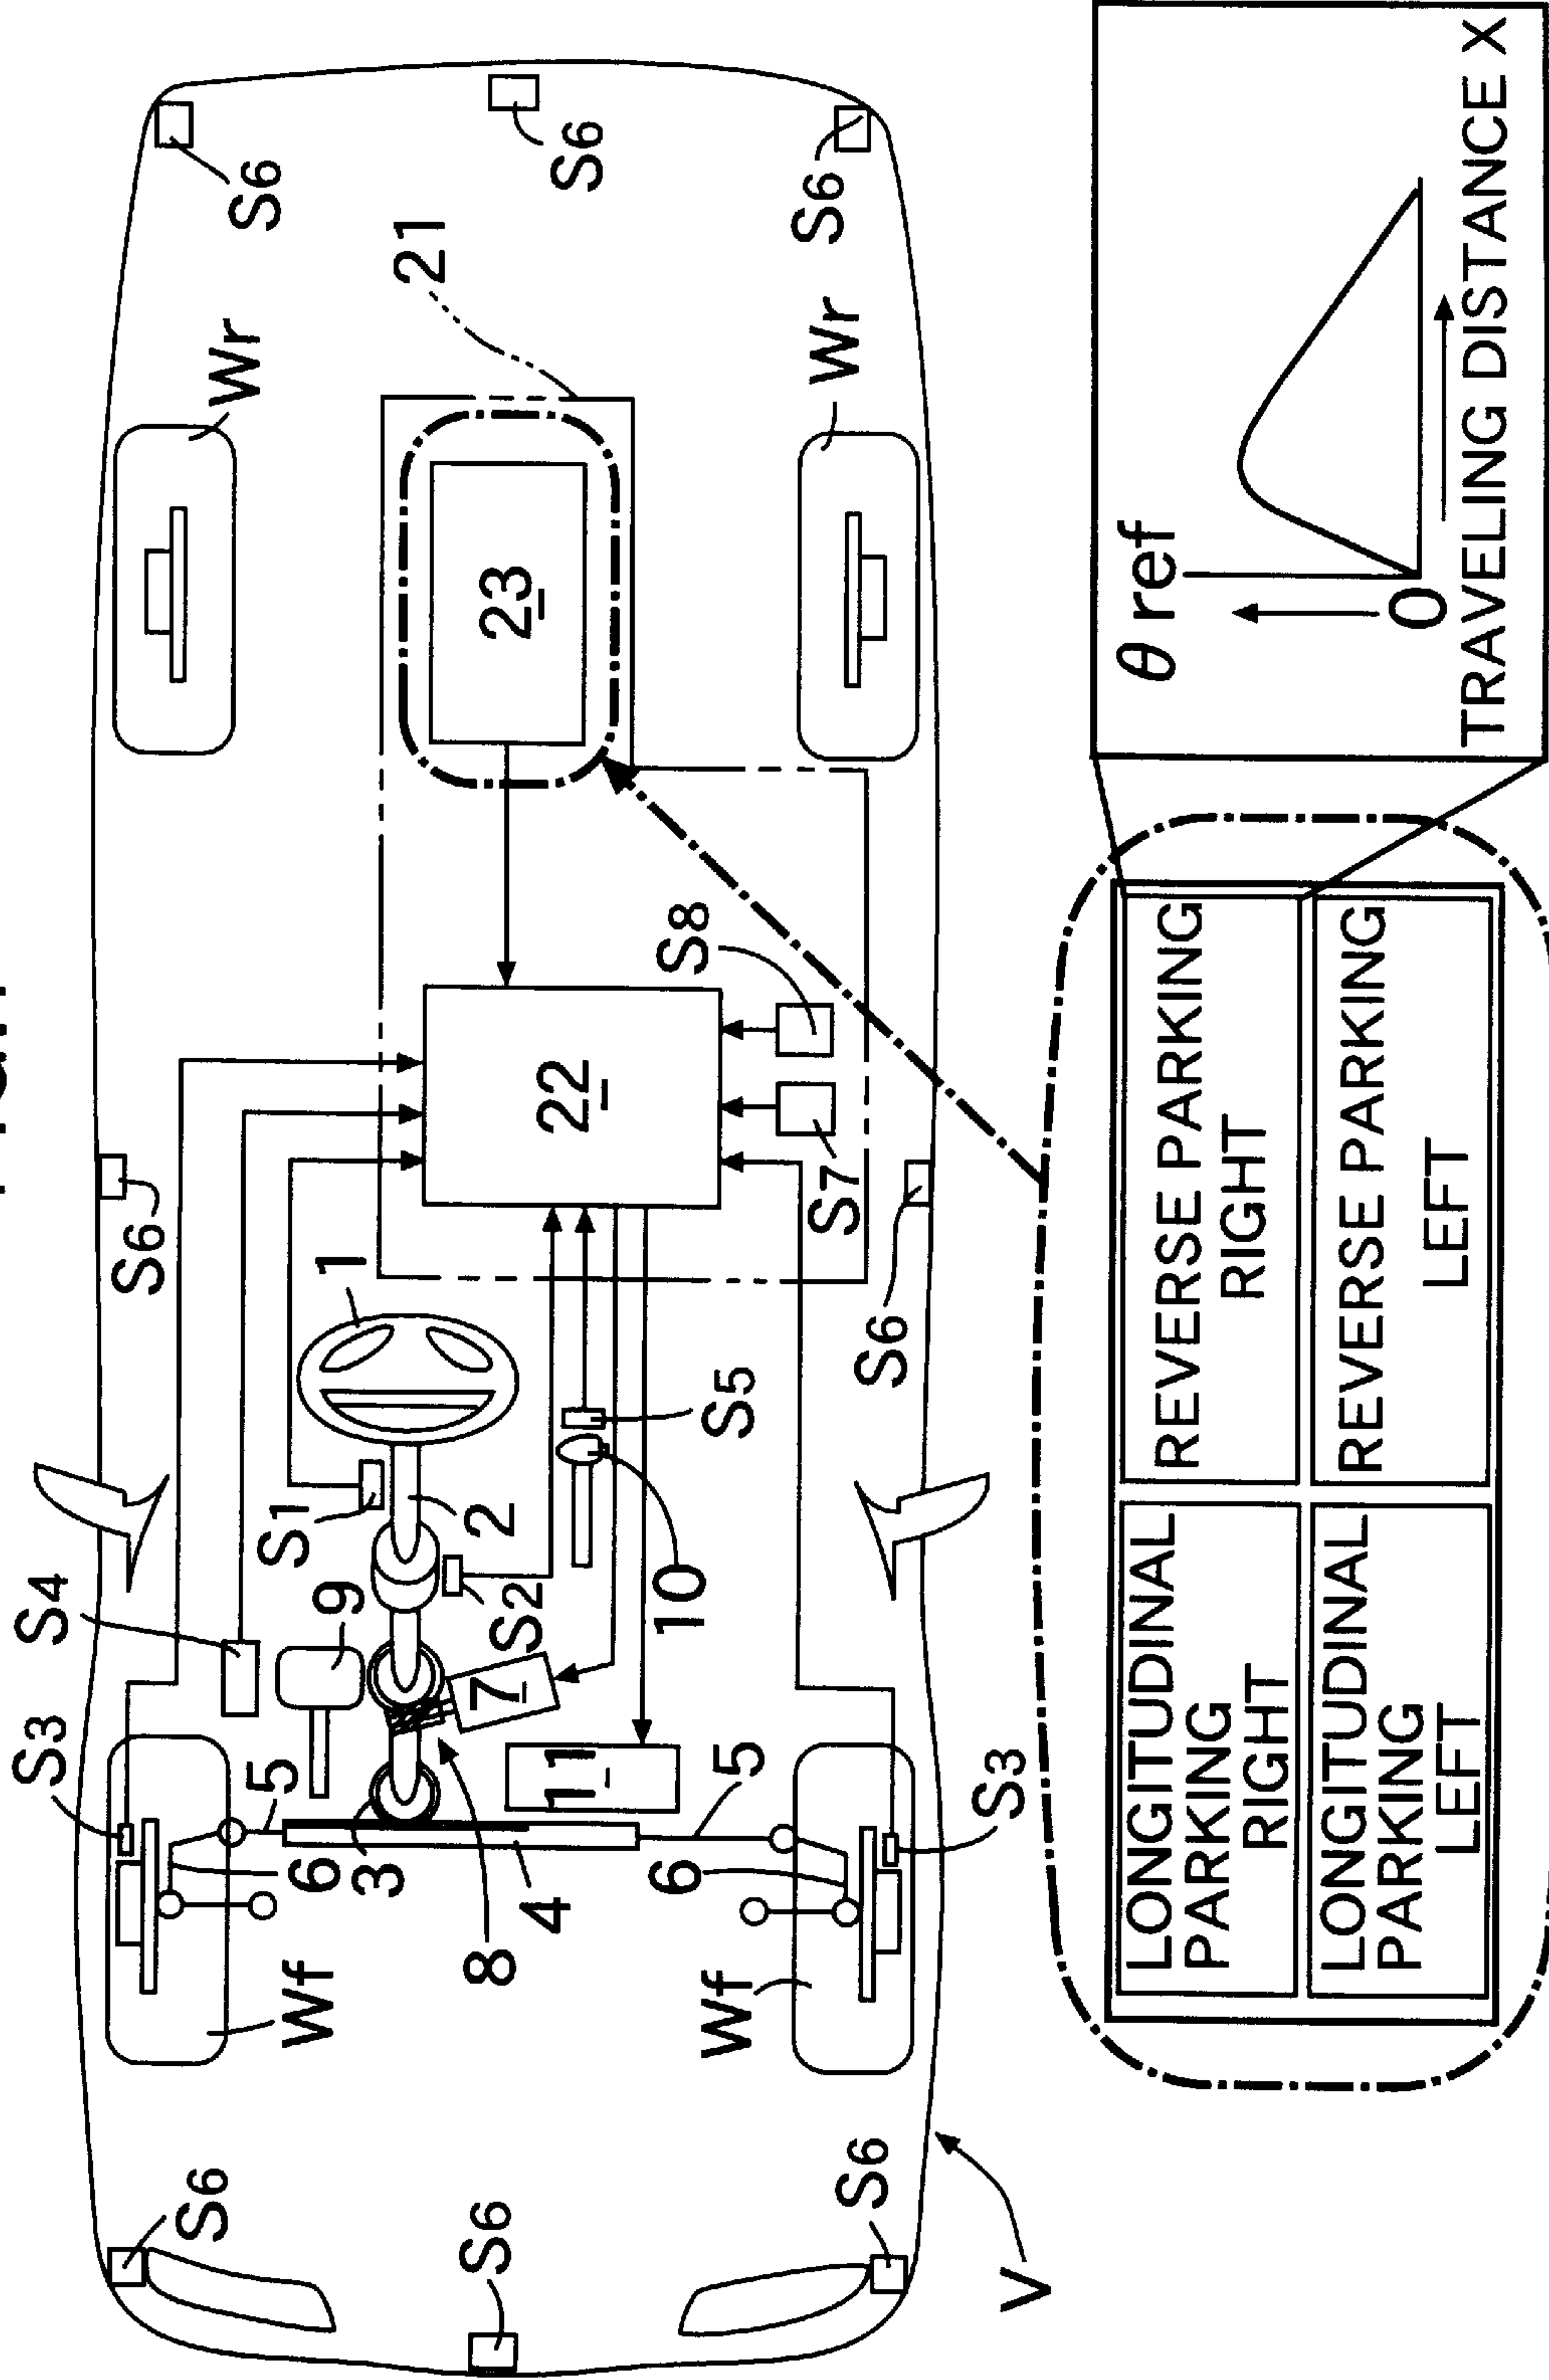 S3
S4
S6
S6
Wr
S6
S1
5
Wf
6
9
1
3
21
S6
8
2
7
23
S2
4
11
22
S6
6
10
S8
Wf
S5
5
S6
Wr
S7
S6
S6
S3
V
LONGITUDINAL
PARKING
RIGHT
REVERSE PARKING
RIGHT
LONGITUDINAL
PARKING
LEFT
REVERSE PARKING
LEFT
θ ref
0
TRAVELING DISTANCE X